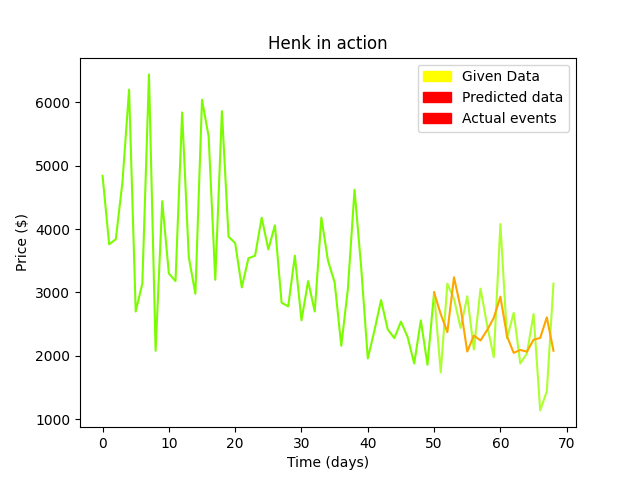 Henk in action
Given Data
Predicted data
Actual events
Price ($)
6000
5000
4000
3000
2000
1000
0 10 20 30 40 50 60 70
Time (days)